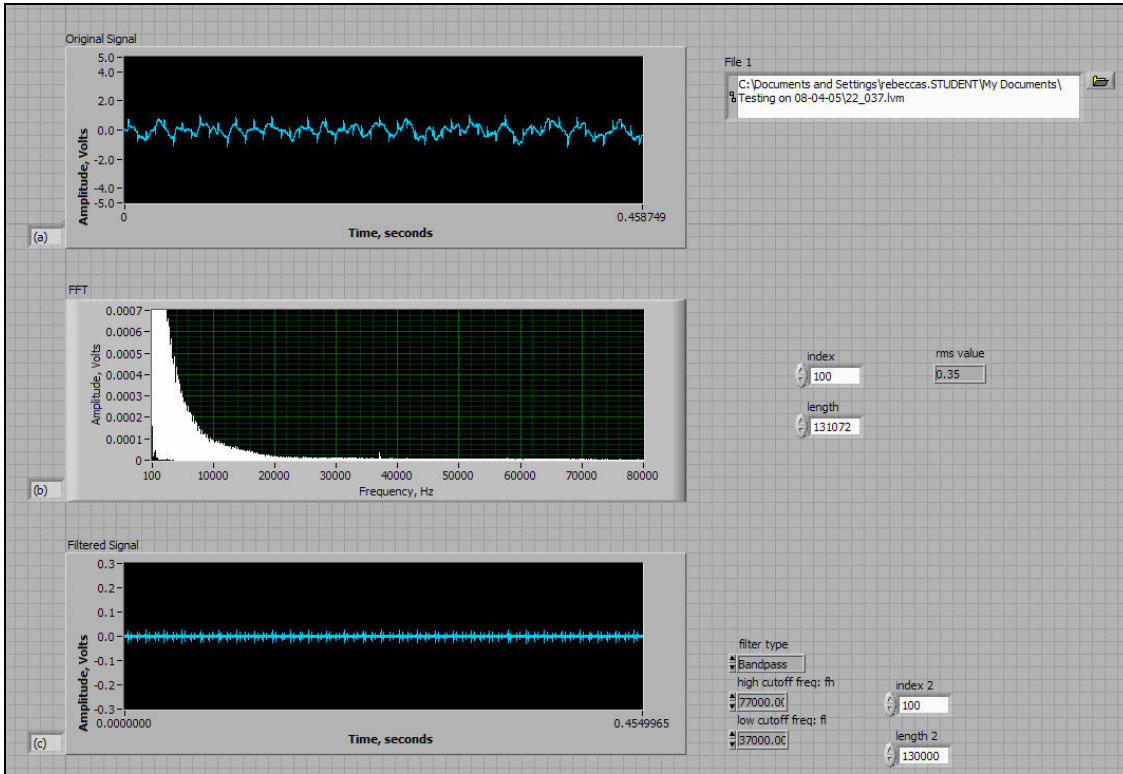 Original Signal
5.0
4.0
2.0
0.0
-2.0
-4.0
-5.0
Amplitude, Volts
0
0.458749
Time, seconds
(a)
File 1
C:\Documents and Settings\rebeccas.STUDENT\My Documents\
Testing on 08-04-05\22_037.lvm
FFT
0.0007
0.0006
0.0005
0.0004
0.0003
0.0002
0.0001
0
Amplitude, Volts
100 10000 20000 30000 40000 50000 60000 70000 80000
Frequency, Hz
(b)
index
100
rms value
0.35
length
131072
Filtered Signal
0.3
0.2
0.1
0.0
-0.1
-0.2
-0.3
Amplitude, Volts
0.0000000
0.4549965
Time, seconds
(c)
filter type
Bandpass
high cutoff freq: fh
77000.00
low cutoff freq: fl
37000.00
index 2
100
length 2
130000